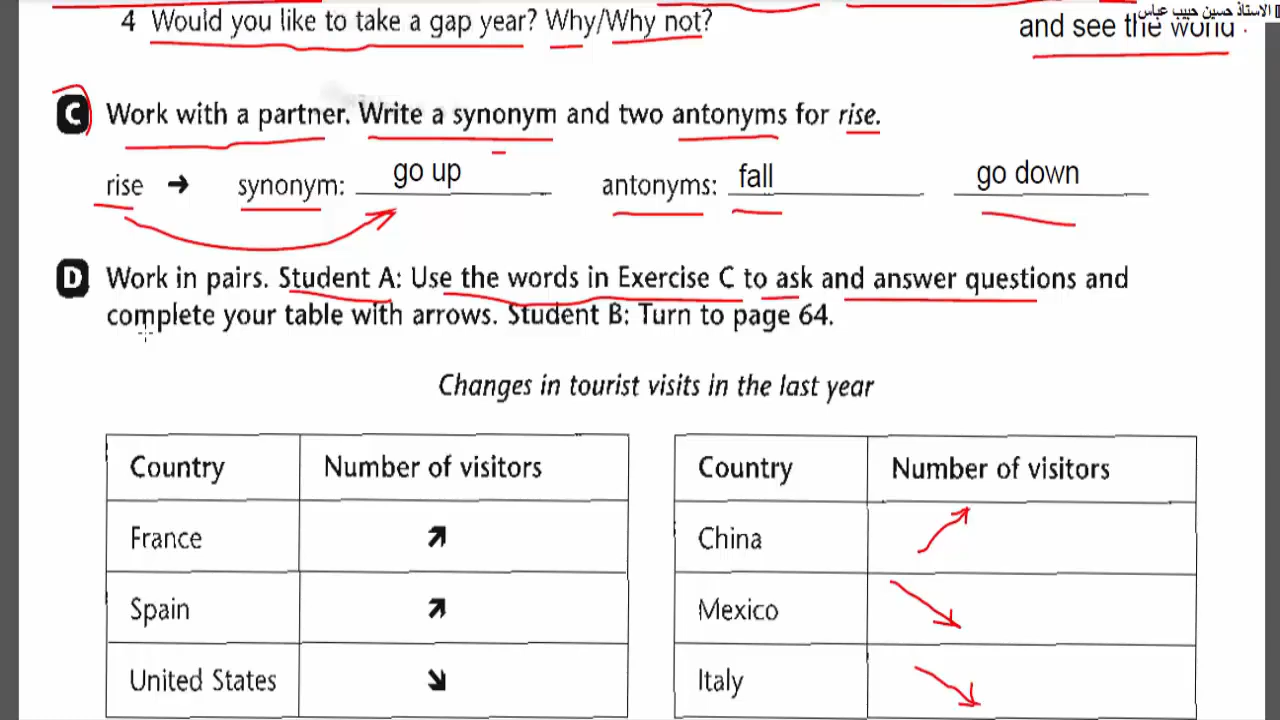 الاستاذ حسين حبيب عباس
4 Would you like to take a gap year? Why/Why not?
and see the world
C Work with a partner. Write a synonym and two antonyms for rise.
rise → synonym: go up antonyms: fall go down
D Work in pairs. Student A: Use the words in Exercise C to ask and answer questions and
complete your table with arrows. Student B: Turn to page 64.
Changes in tourist visits in the last year
Country Number of visitors Country Number of visitors
France ↗ China ↗
Spain ↗ Mexico ↘
United States ↘ Italy ↘